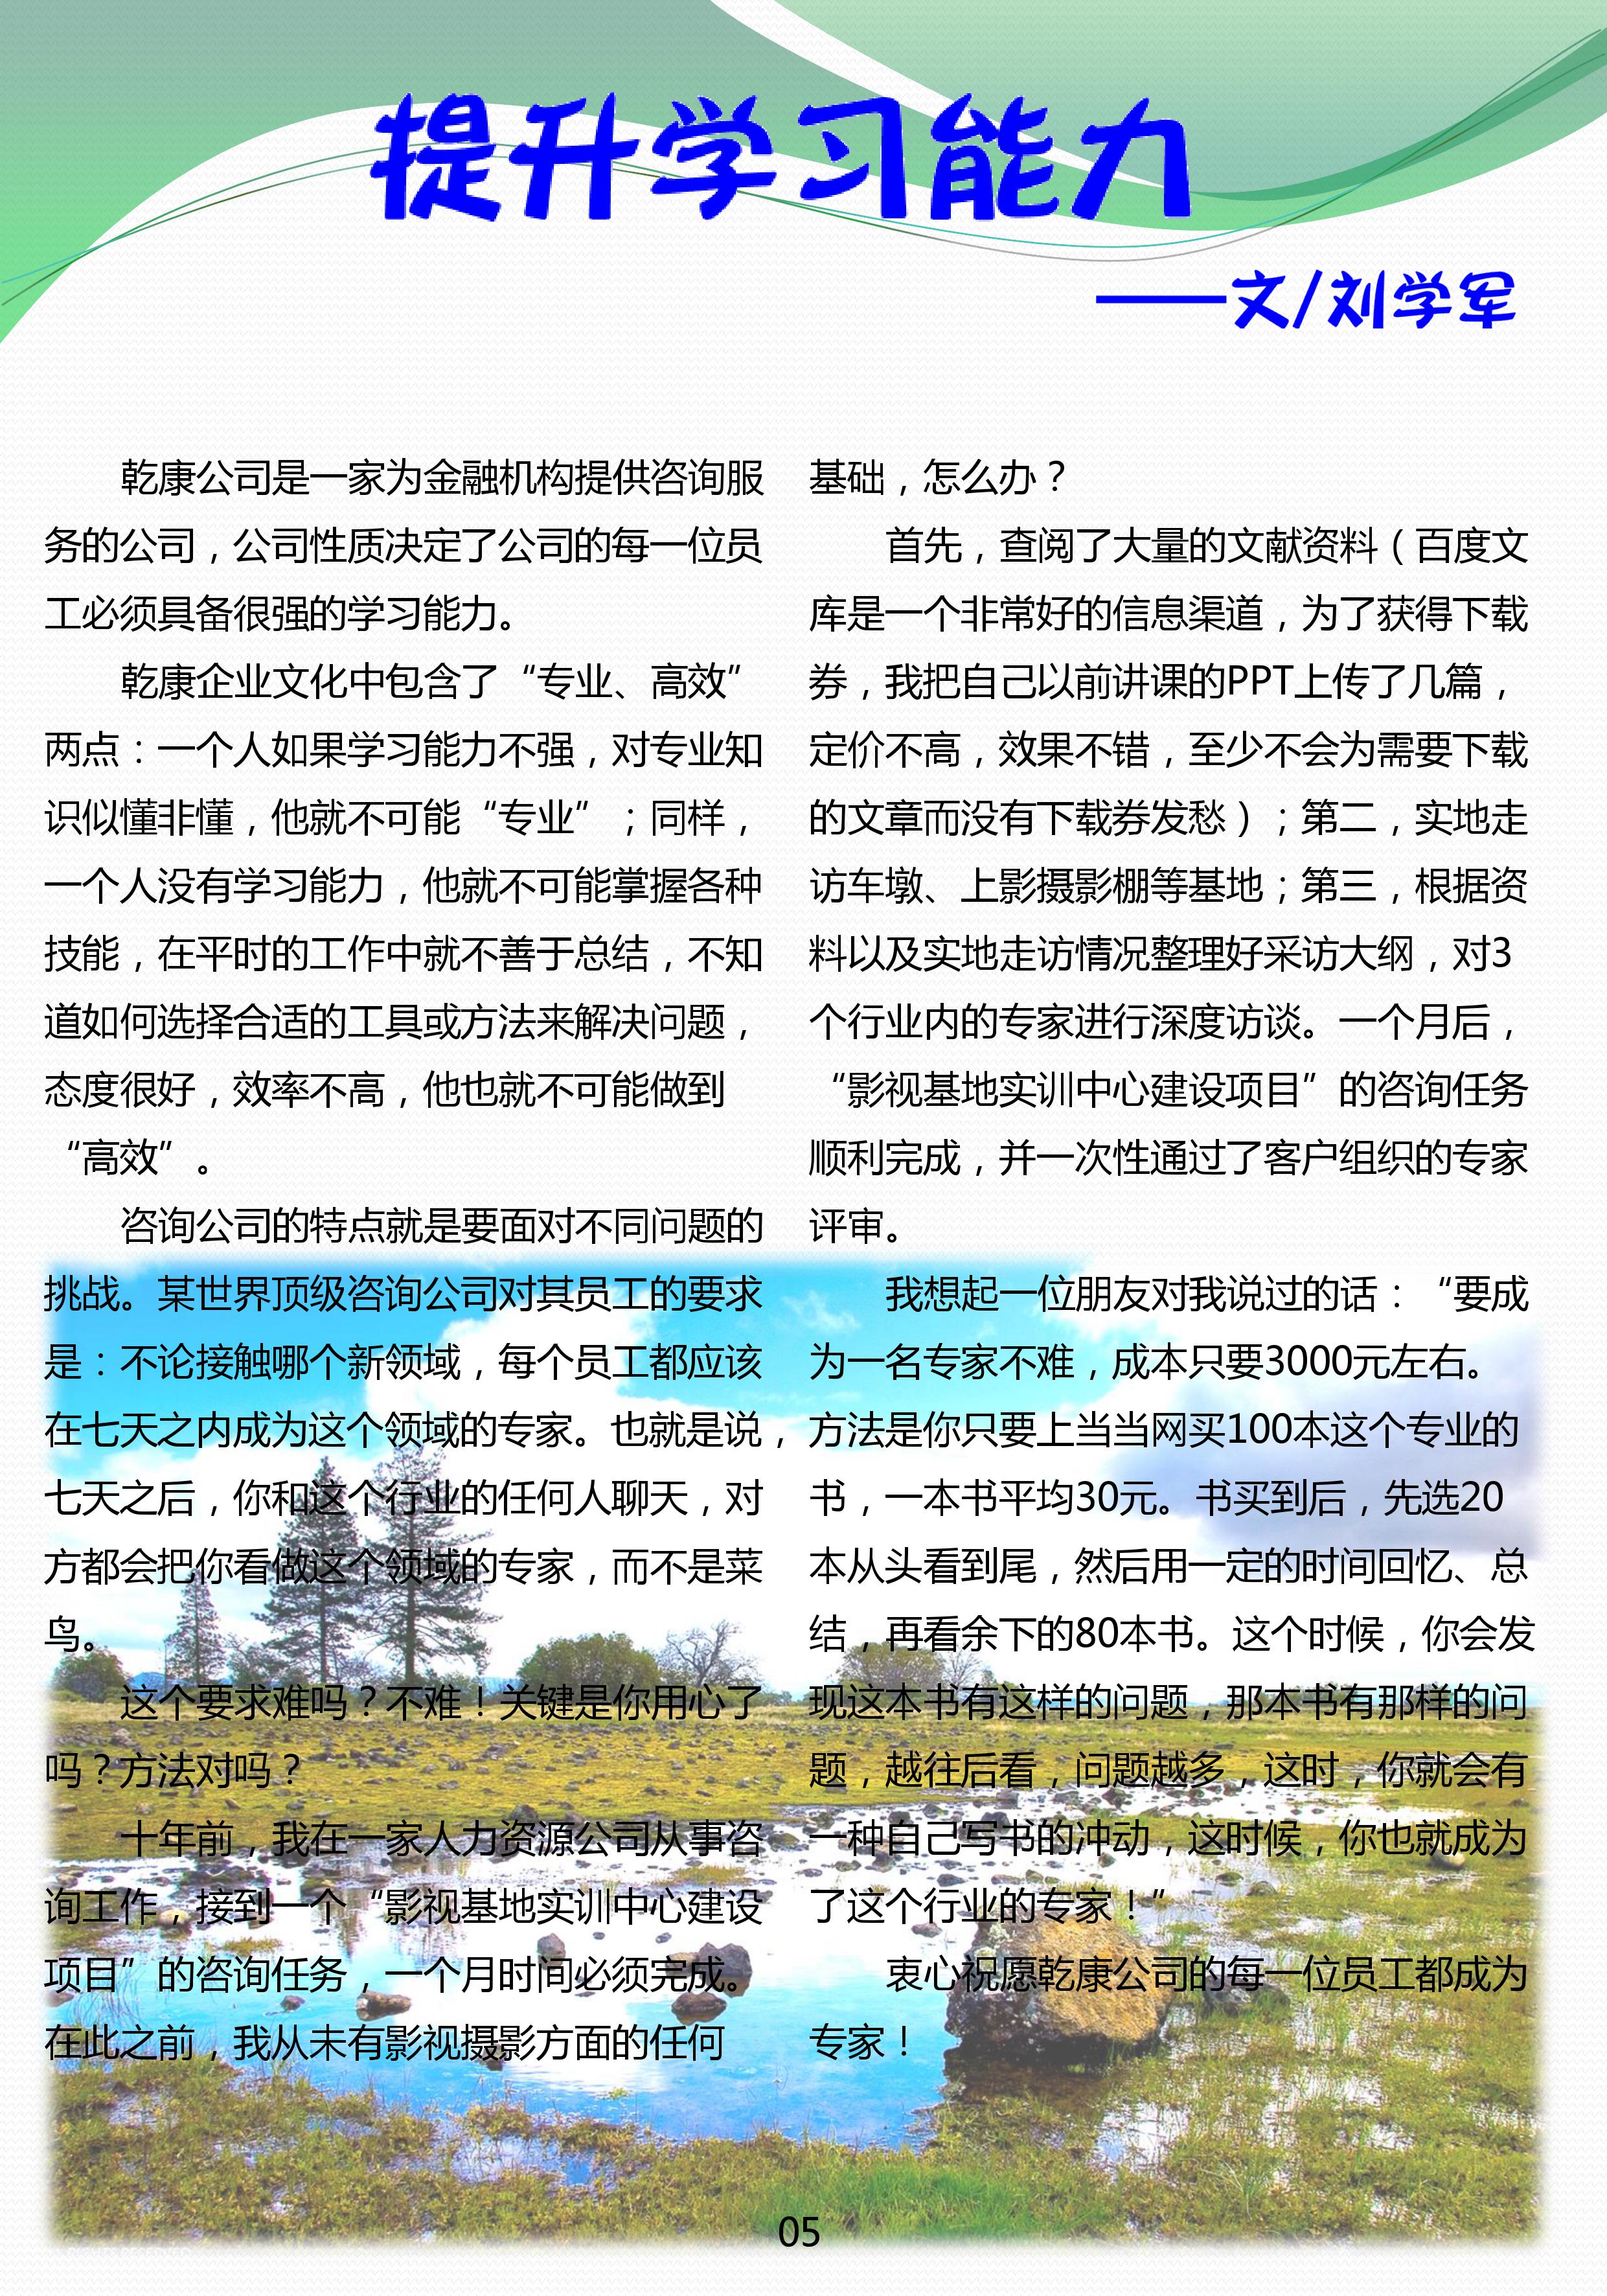 提升学习能力
——文/刘学军
乾康公司是一家为金融机构提供咨询服
务的公司，公司性质决定了公司的每一位员
工必须具备很强的学习能力。
乾康企业文化中包含了“专业、高效”
两点：一个人如果学习能力不强，对专业知
识似懂非懂，他就不可能“专业”；同样，
一个人没有学习能力，他就不可能掌握各种
技能，在平时的工作中就不善于总结，不知
道如何选择合适的工具或方法来解决问题，
态度很好，效率不高，他也就不可能做到
“高效”。
咨询公司的特点就是要面对不同问题的
挑战。某世界顶级咨询公司对其员工的要求
是：不论接触哪个新领域，每个员工都应该
在七天之内成为这个领域的专家。也就是说，
七天之后，你和这个行业的任何人聊天，对
方都会把你看做这个领域的专家，而不是菜
鸟。
这个要求难吗？不难！关键是你用心了
吗？方法对吗？
十年前，我在一家人力资源公司从事咨
询工作，接到一个“影视基地实训中心建设
项目”的咨询任务，一个月时间必须完成。
在此之前，我从未有影视摄影方面的任何
基础，怎么办？
首先，查阅了大量的文献资料（百度文
库是一个非常好的信息渠道，为了获得下载
券，我把自己以前讲课的PPT上传了几篇，
定价不高，效果不错，至少不会为需要下载
的文章而没有下载券发愁）；第二，实地走
访车墩、上影摄影棚等基地；第三，根据资
料以及实地走访情况整理好采访大纲，对3
个行业内的专家进行深度访谈。一个月后，
“影视基地实训中心建设项目”的咨询任务
顺利完成，并一次性通过了客户组织的专家
评审。
我想起一位朋友对我说过的话：“要成
为一名专家不难，成本只要3000元左右。
方法是你只要上当当网买100本这个专业的
书，一本书平均30元。书买到后，先选20
本从头看到尾，然后用一定的时间回忆、总
结，再看余下的80本书。这个时候，你会发
现这本书有这样的问题，那本书有那样的问
题，越往后看，问题越多，这时，你就会有
一种自己写书的冲动，这时候，你也就成为
了这个行业的专家！”
衷心祝愿乾康公司的每一位员工都成为
专家！
05